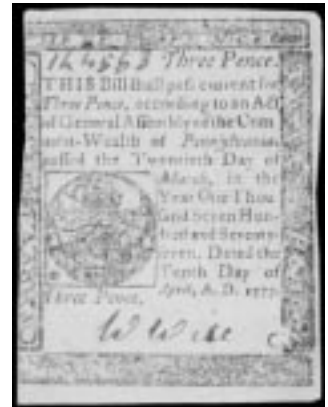 124563 Three Pence.
THIS Bill shall pass current for
Three Pence, according to an Act
of General Assembly of the Com-
mon-Wealth of Pennsylvania,
passed the Twentieth Day of
March, in the
Year One Thou-
sand Seven Hun-
dred and Seventy-
seven. Dated the
Tenth Day of
April, A. D. 1777.
Three Pence.
W Wise
C